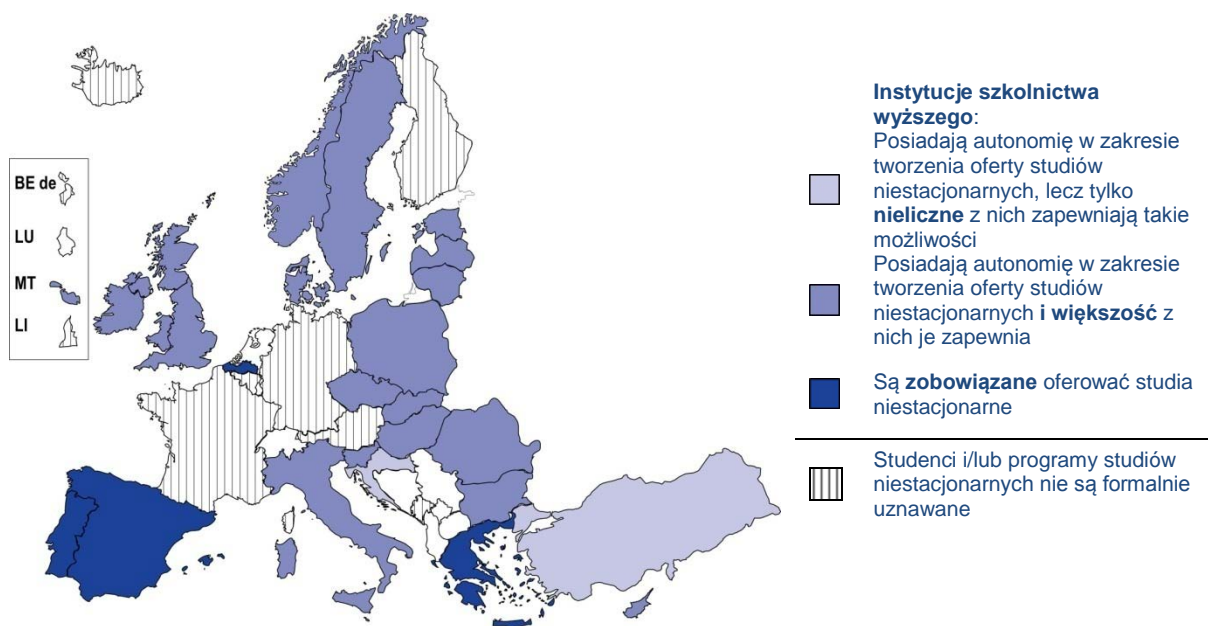 BE de
LU
MT
LI
Instytucje szkolnictwa
wyższego:
Posiadają autonomię w zakresie
tworzenia oferty studiów
niestacjonarnych, lecz tylko
nieliczne z nich zapewniają takie
możliwości
Posiadają autonomię w zakresie
tworzenia oferty studiów
niestacjonarnych i większość z
nich je zapewnia
Są zobowiązane oferować studia
niestacjonarne
Studenci i/lub programy studiów
niestacjonarnych nie są formalnie
uznawane